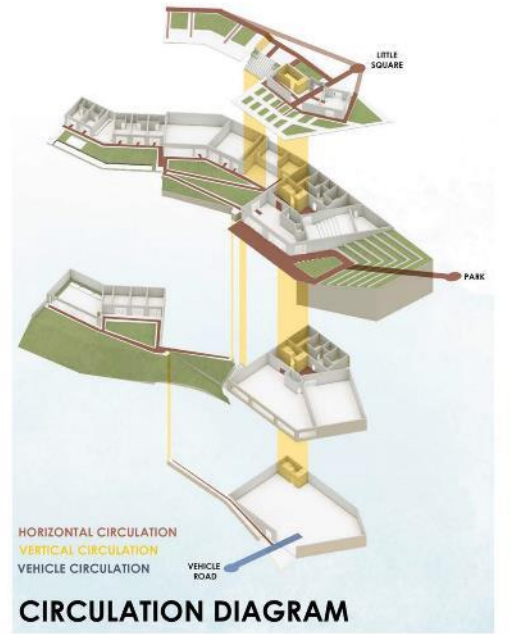 LITTLE
SQUARE
PARK
HORIZONTAL CIRCULATION
VERTICAL CIRCULATION
VEHICLE CIRCULATION
VEHICLE
ROAD
CIRCULATION DIAGRAM